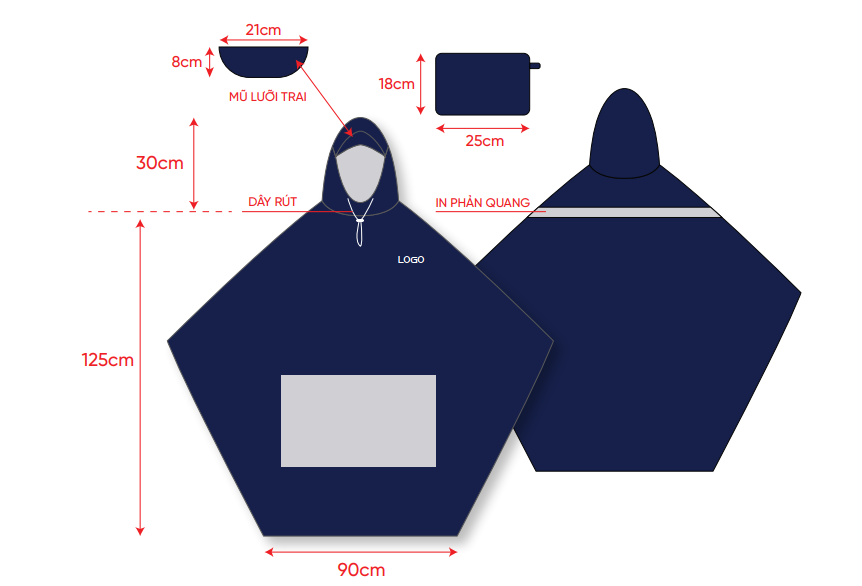 21cm
8cm
MŨ LƯỠI TRAI
18cm
25cm
30cm
DÂY RÚT
IN PHẢN QUANG
LOGO
125cm
90cm